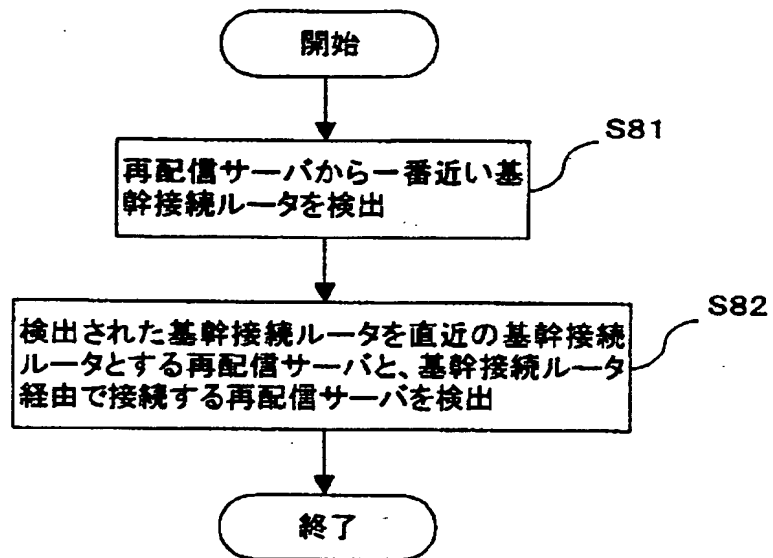 開始
S81
再配信サーバから一番近い基
幹接続ルータを検出
S82
検出された基幹接続ルータを直近の基幹接続
ルータとする再配信サーバと、基幹接続ルータ
経由で接続する再配信サーバを検出
終了